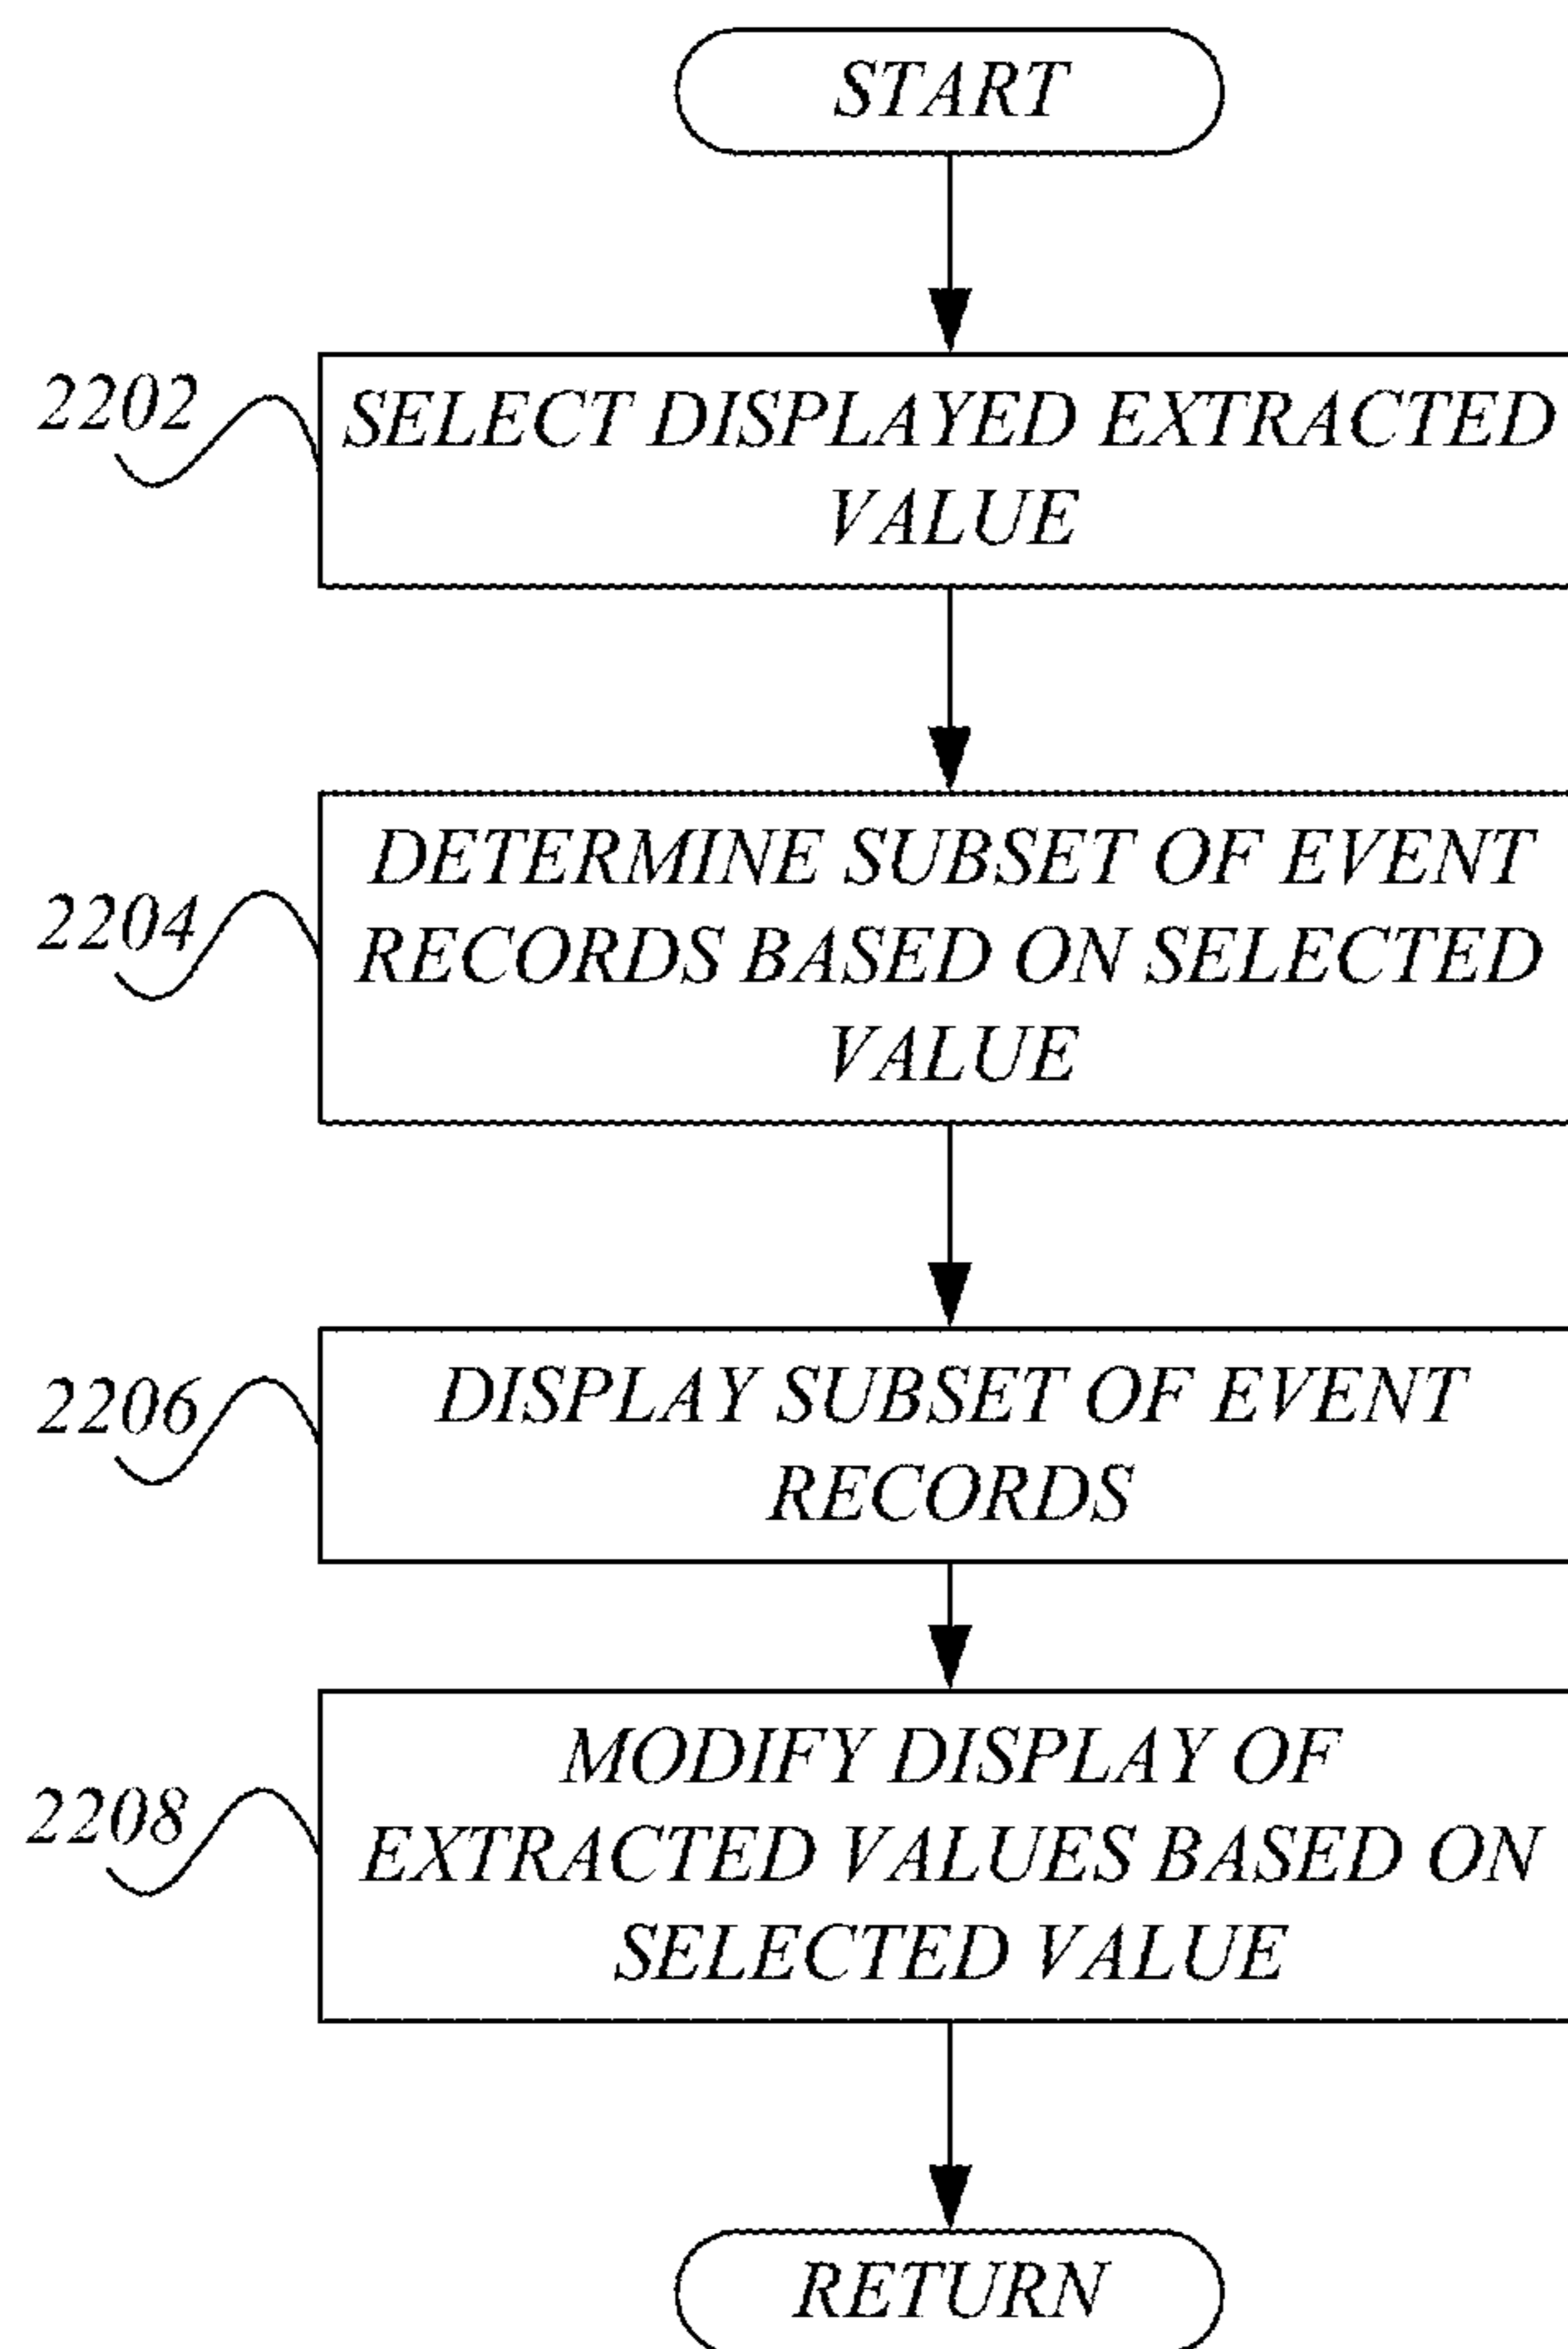 START
2202
SELECT DISPLAYED EXTRACTED
VALUE
2204
DETERMINE SUBSET OF EVENT
RECORDS BASED ON SELECTED
VALUE
2206
DISPLAY SUBSET OF EVENT
RECORDS
2208
MODIFY DISPLAY OF
EXTRACTED VALUES BASED ON
SELECTED VALUE
RETURN